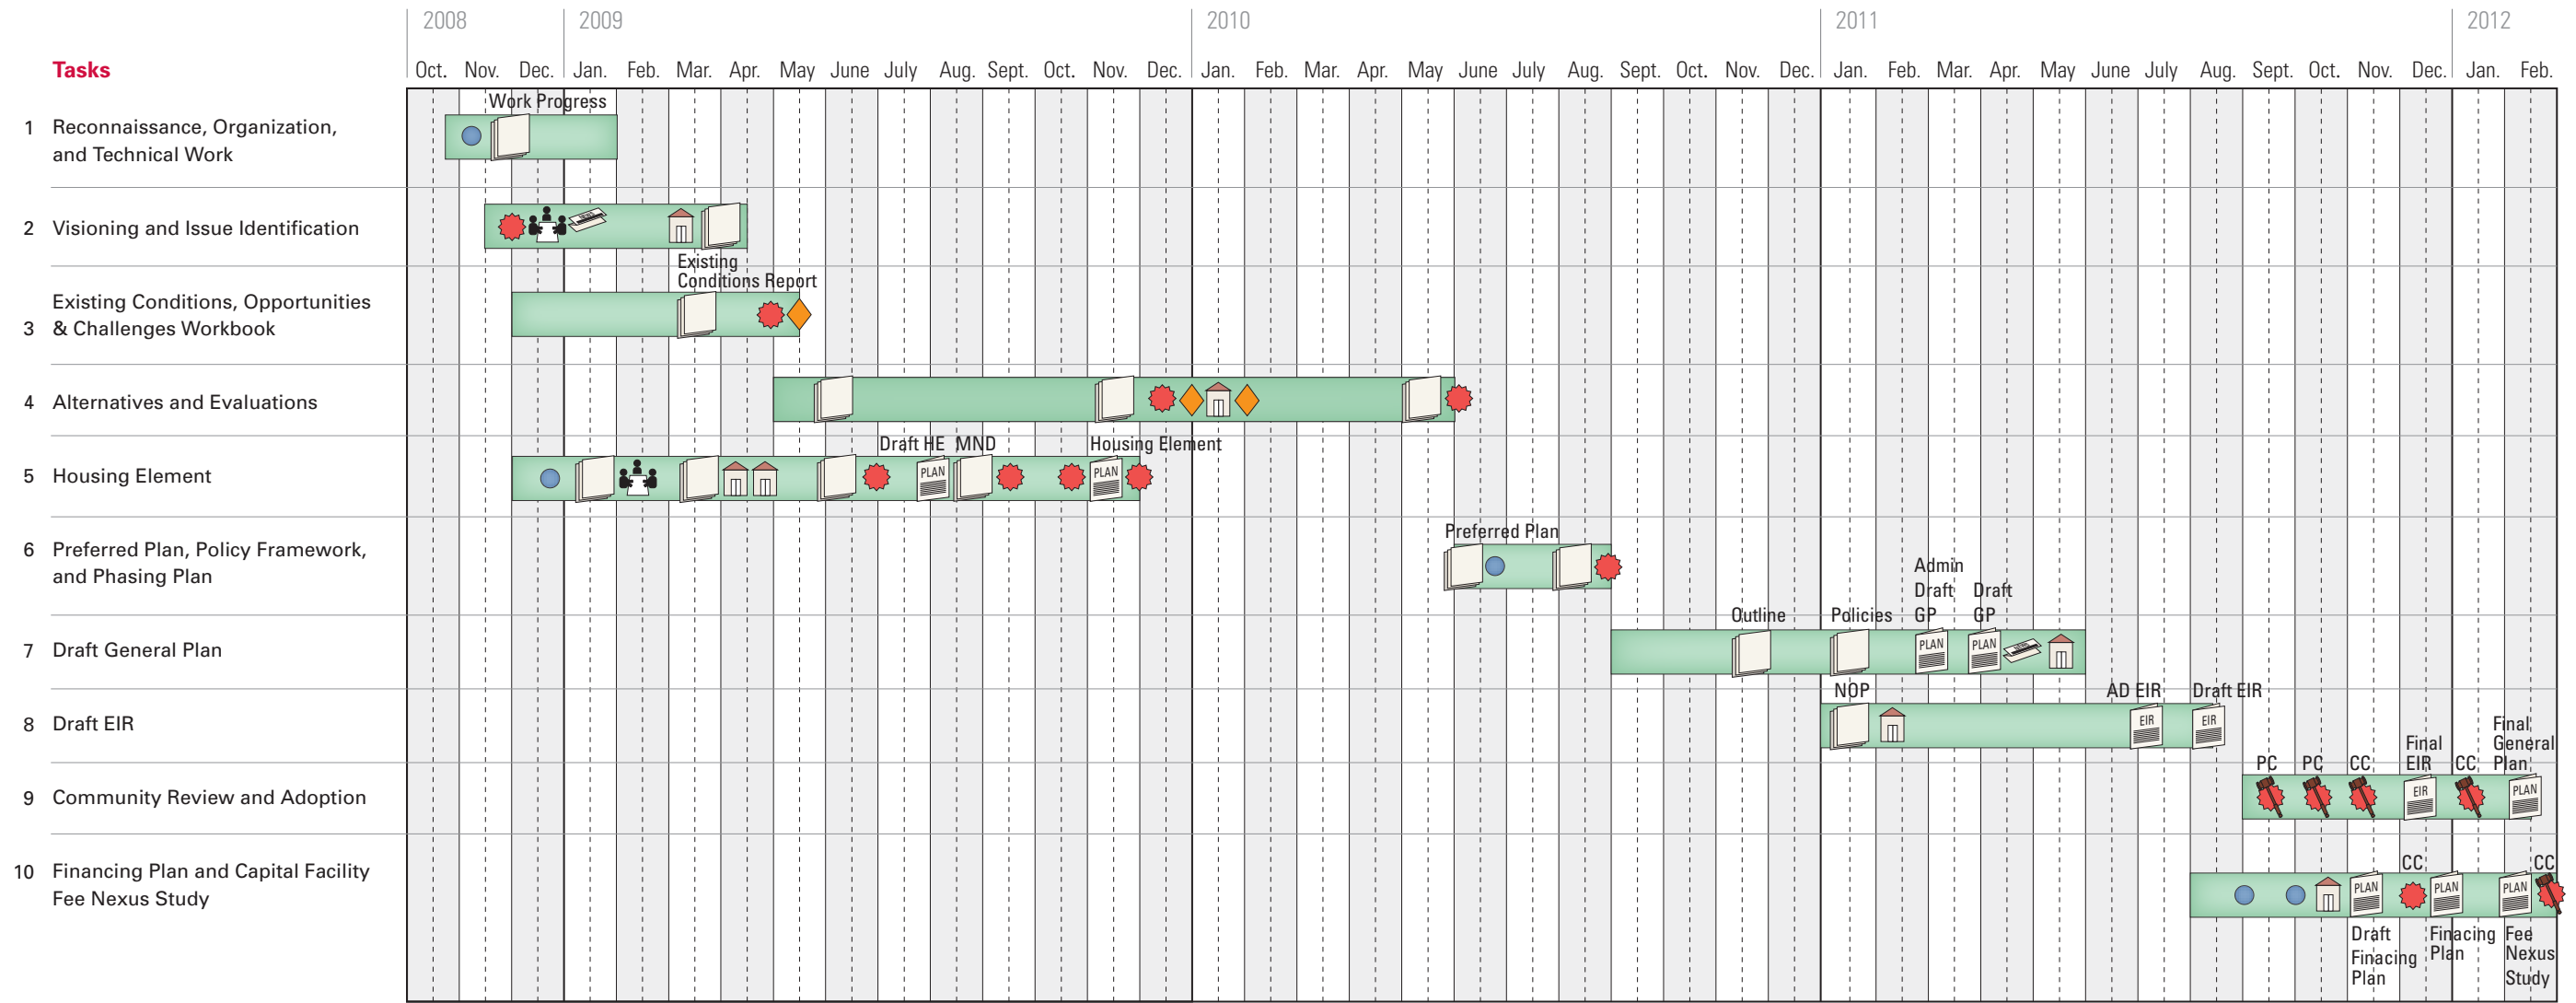 2008 2009 2010 2011 2012
Tasks
Oct. Nov. Dec. Jan. Feb. Mar. Apr. May June July Aug. Sept. Oct. Nov. Dec. Jan. Feb. Mar. Apr. May June July Aug. Sept. Oct. Nov. Dec. Jan. Feb. Mar. Apr. May June July Aug. Sept. Oct. Nov. Dec. Jan. Feb.
Work Progress
1 Reconnaissance, Organization,
and Technical Work
2 Visioning and Issue Identification
Existing
Conditions Report
Existing Conditions, Opportunities
3 & Challenges Workbook
4 Alternatives and Evaluations
Draft HE MND Housing Element
5 Housing Element
PLAN PLAN
Preferred Plan
6 Preferred Plan, Policy Framework,
and Phasing Plan
Admin
Draft Draft
Outline Policies GP GP
7 Draft General Plan
PLAN PLAN
NOP AD EIR Draft EIR
8 Draft EIR
EIR EIR
Final
General
Plan
Final
EIR
PC PC CC CC
9 Community Review and Adoption
EIR PLAN
CC CC
10 Financing Plan and Capital Facility
Fee Nexus Study
PLAN PLAN PLAN
Draft
Finacing
Plan
Finacing
Plan
Fee
Nexus
Study